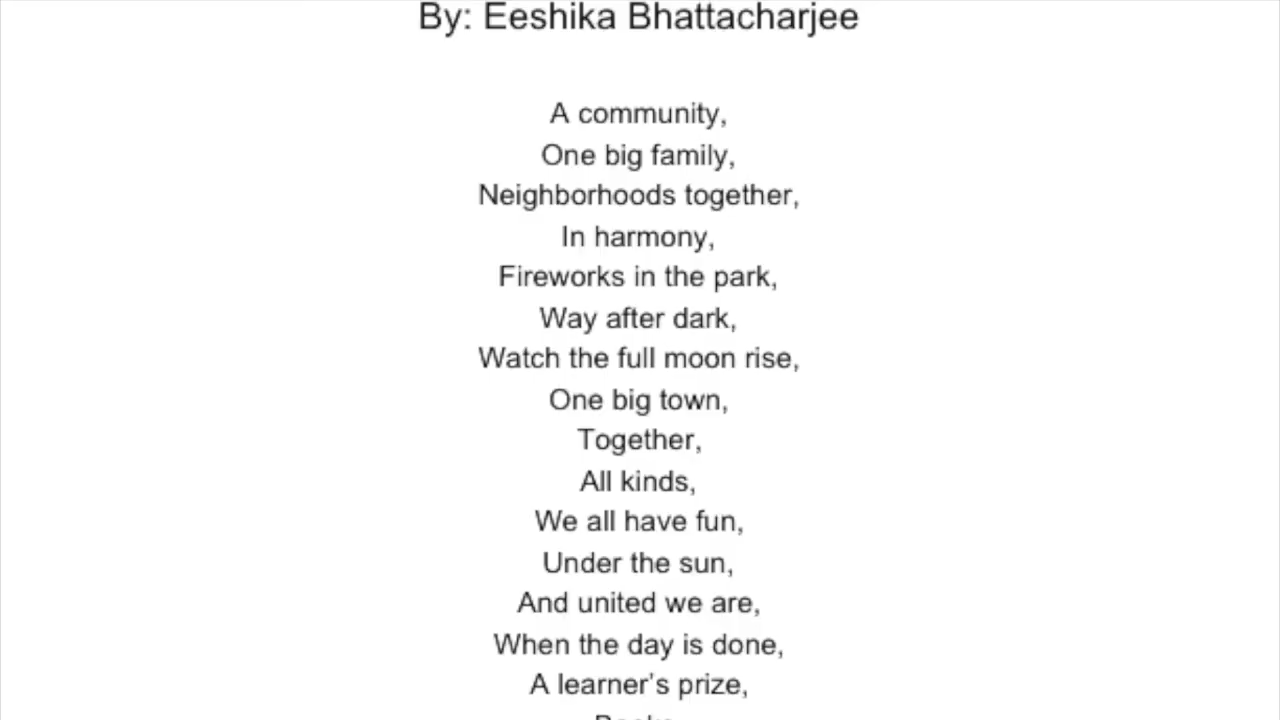 By: Eeshika Bhattacharjee
A community,
One big family,
Neighborhoods together,
In harmony,
Fireworks in the park,
Way after dark,
Watch the full moon rise,
One big town,
Together,
All kinds,
We all have fun,
Under the sun,
And united we are,
When the day is done,
A learner's prize,